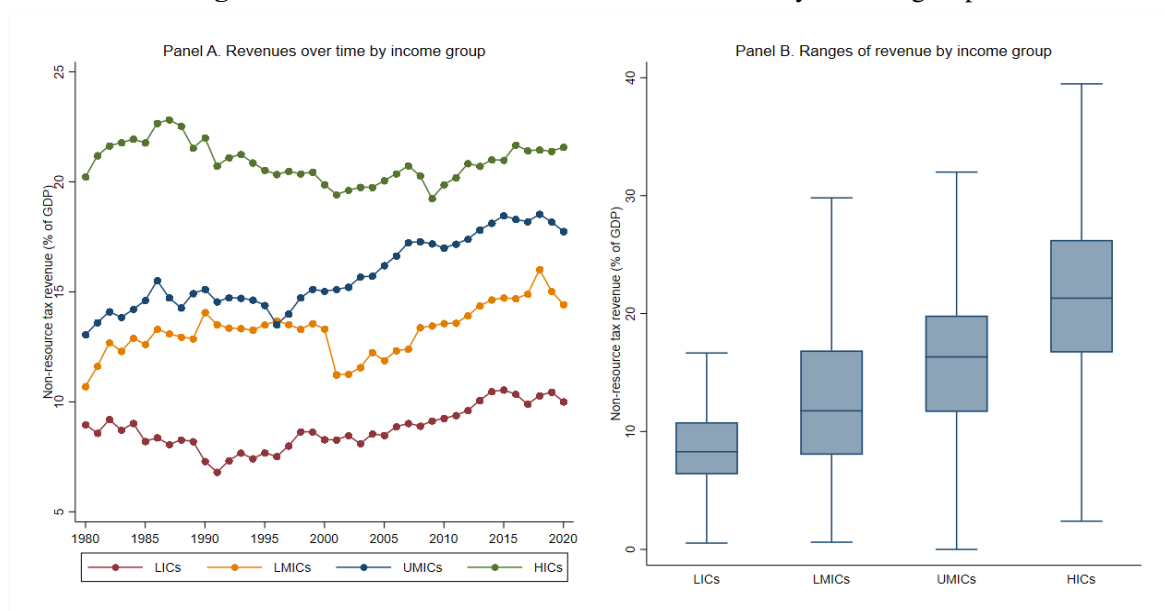 Panel A. Revenues over time by income group
Non-resource tax revenue (% of GDP)
25
20
15
10
5
1980 1985 1990 1995 2000 2005 2010 2015 2020
LICs LMICs UMICs HICs
Panel B. Ranges of revenue by income group
Non-resource tax revenue (% of GDP)
40
30
20
10
0
LICs LMICs UMICs HICs